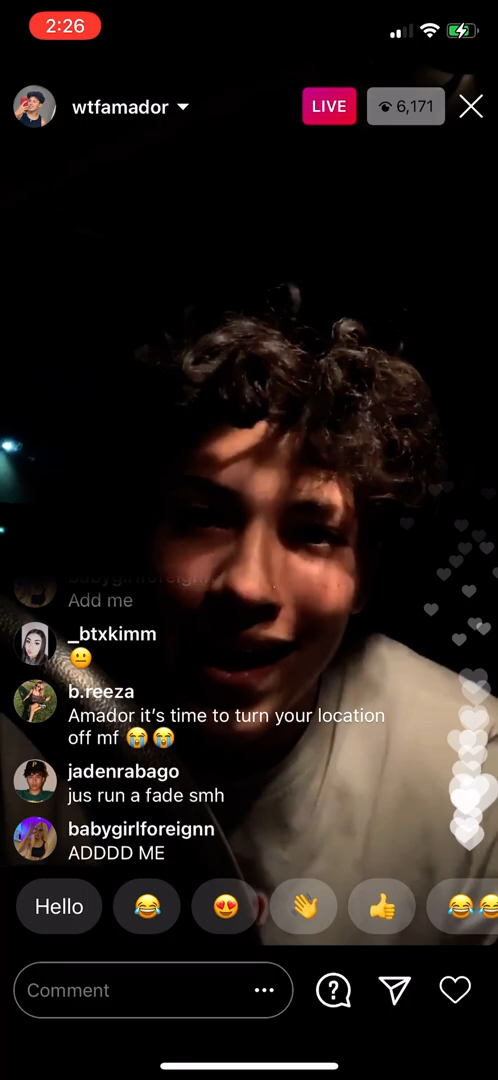 2:26
wtfamador
LIVE
6,171
babygirlforeignn
Add me
_btxkimm
😐
b.reeza
Amador it's time to turn your location
off mf 😭😭
jadenrabago
jus run a fade smh
babygirlforeignn
ADDDD ME
Hello
Comment